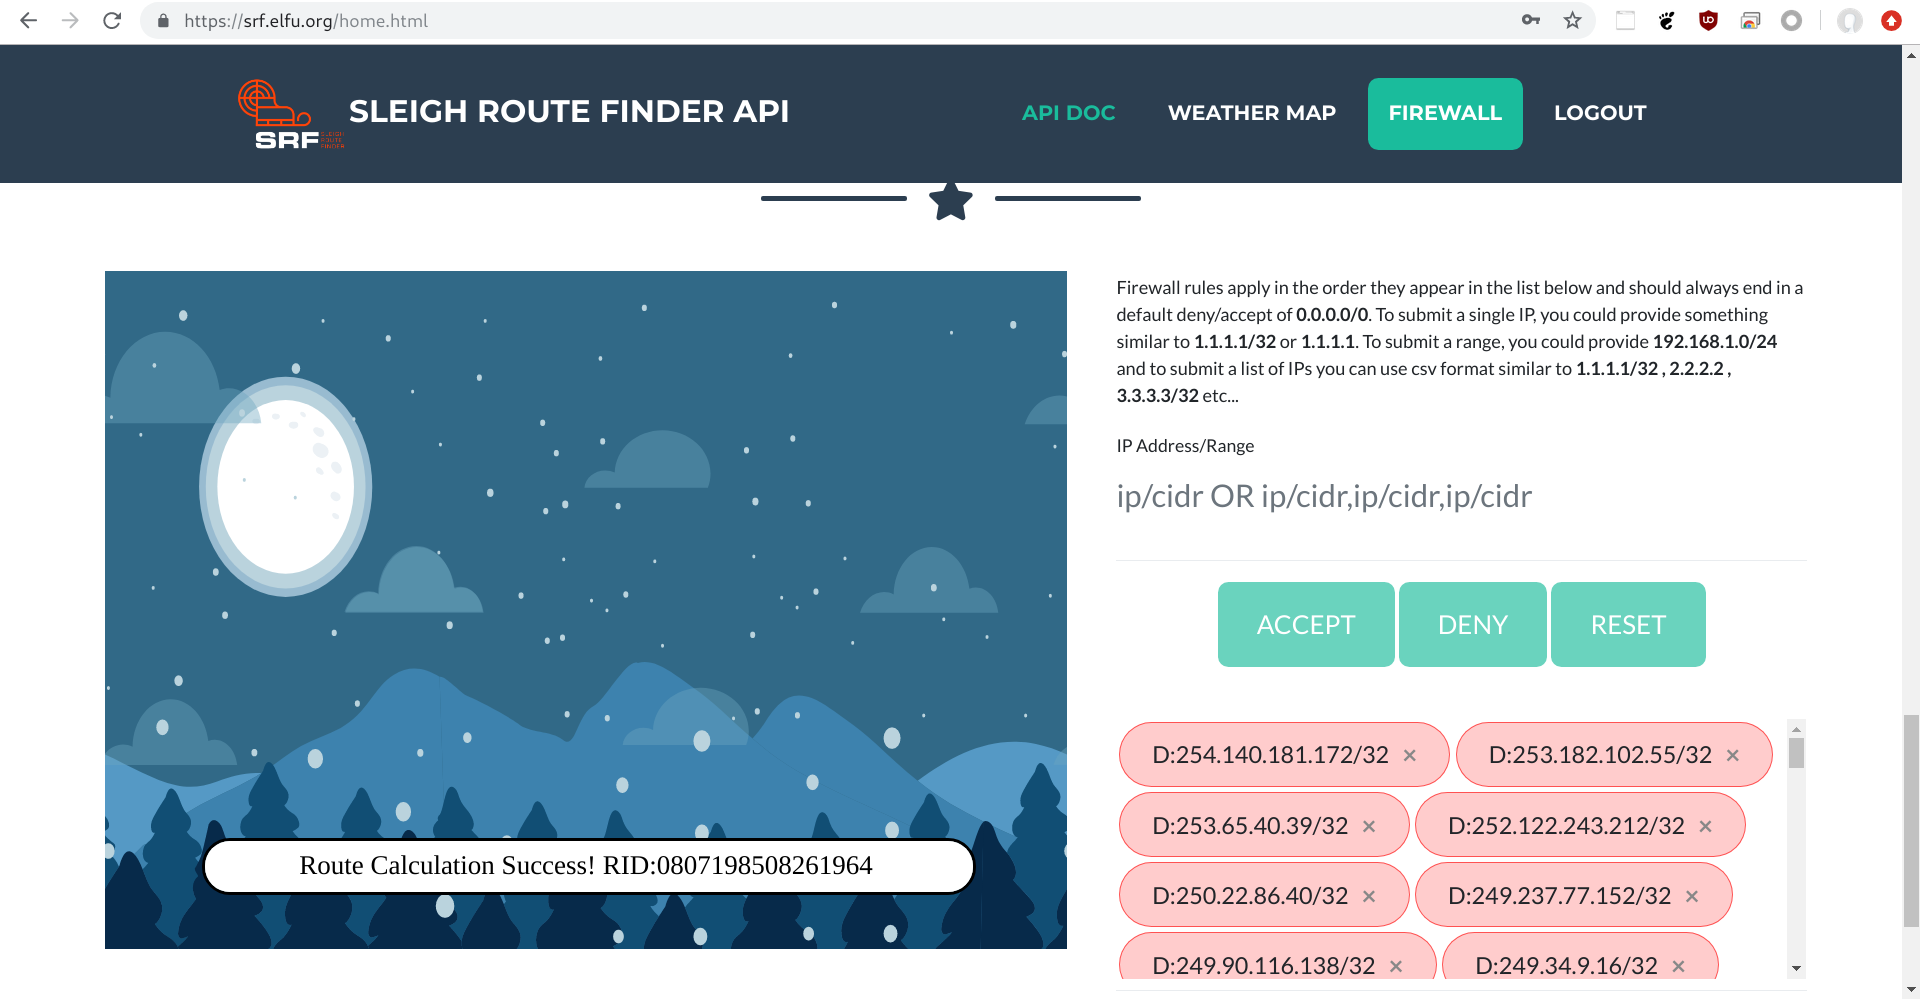 https://srf.elfu.org/home.html
SRF SLEIGH ROUTE FINDER
SLEIGH ROUTE FINDER API
API DOC WEATHER MAP FIREWALL LOGOUT
Firewall rules apply in the order they appear in the list below and should always end in a
default deny/accept of 0.0.0.0/0. To submit a single IP, you could provide something
similar to 1.1.1.1/32 or 1.1.1.1. To submit a range, you could provide 192.168.1.0/24
and to submit a list of IPs you can use csv format similar to 1.1.1.1/32 , 2.2.2.2 ,
3.3.3.3/32 etc...
IP Address/Range
ip/cidr OR ip/cidr,ip/cidr,ip/cidr
ACCEPT DENY RESET
D:254.140.181.172/32 × D:253.182.102.55/32 ×
D:253.65.40.39/32 × D:252.122.243.212/32 ×
D:250.22.86.40/32 × D:249.237.77.152/32 ×
D:249.90.116.138/32 × D:249.34.9.16/32 ×
Route Calculation Success! RID:0807198508261964